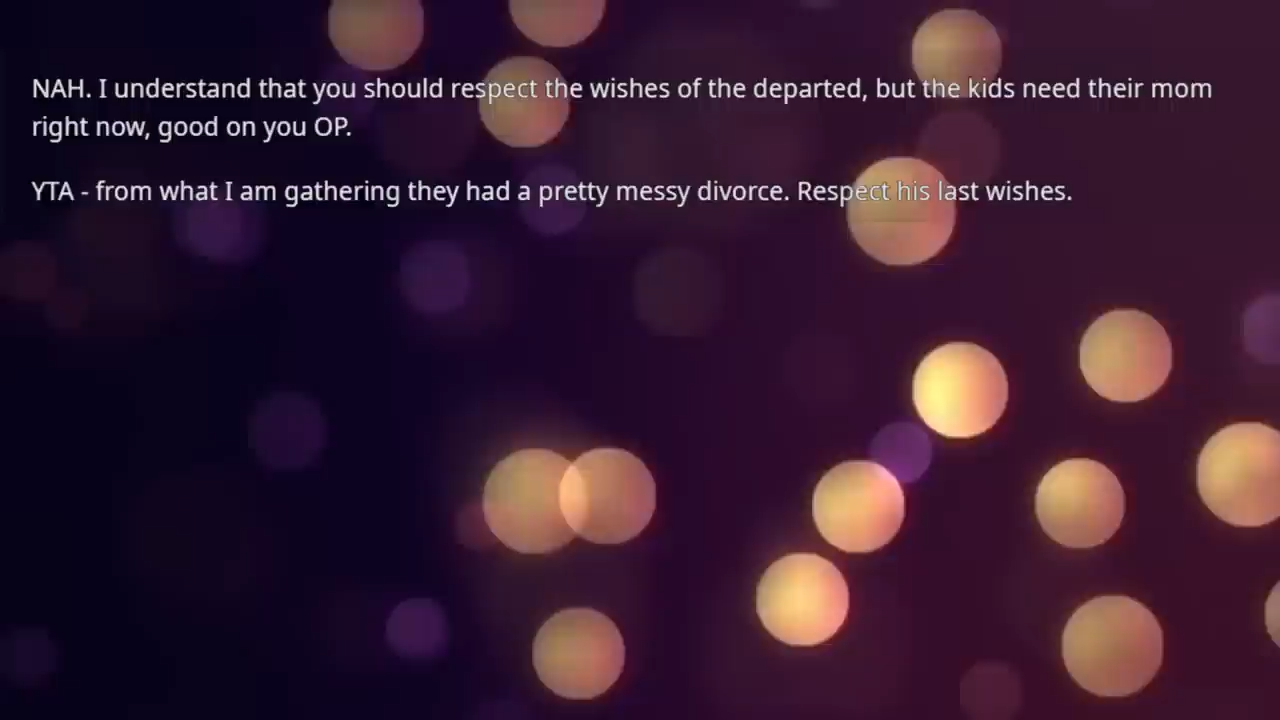 NAH. I understand that you should respect the wishes of the departed, but the kids need their mom
right now, good on you OP.
YTA - from what I am gathering they had a pretty messy divorce. Respect his last wishes.